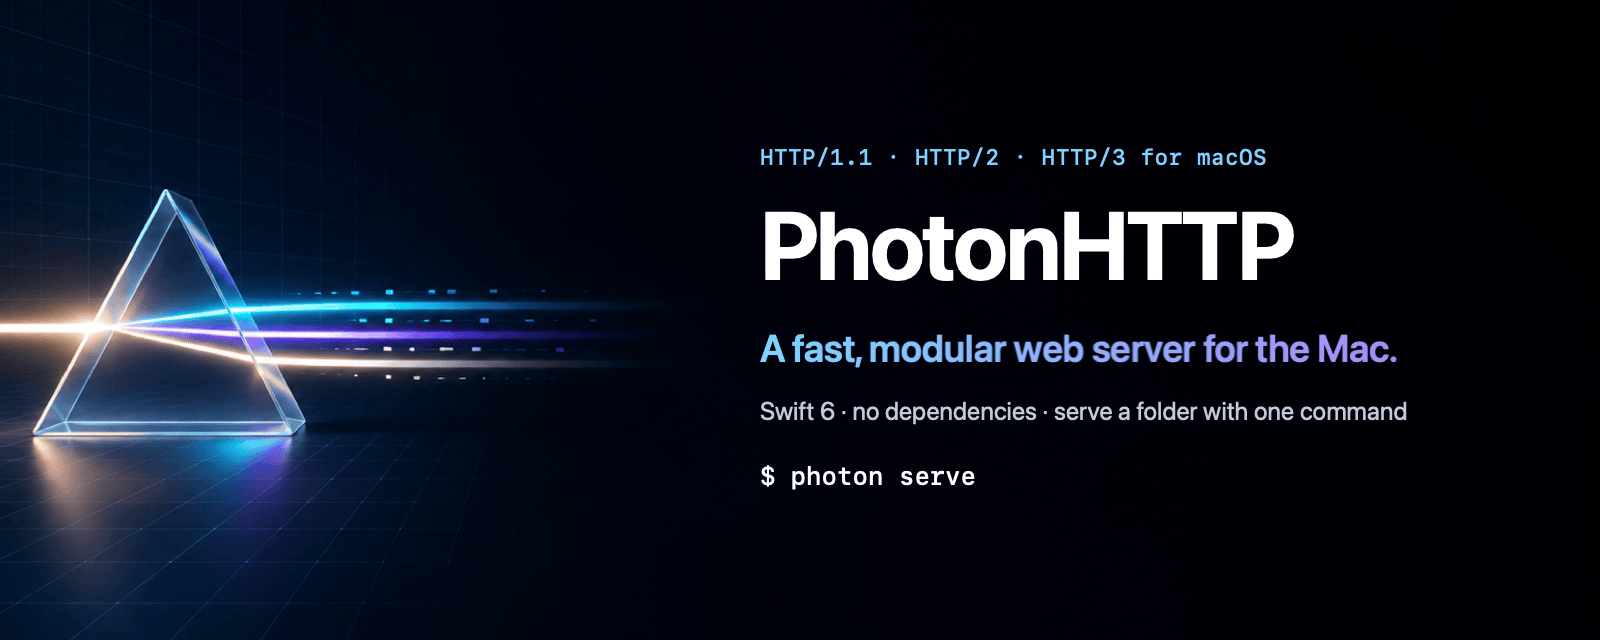 HTTP/1.1 · HTTP/2 · HTTP/3 for macOS
PhotonHTTP
A fast, modular web server for the Mac.
Swift 6 · no dependencies · serve a folder with one command
$ photon serve